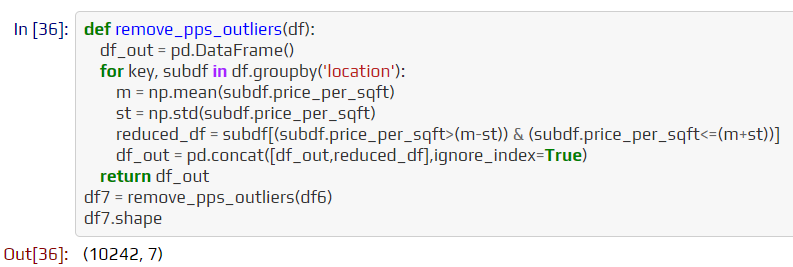 In [36]: def remove_pps_outliers(df):
    df_out = pd.DataFrame()
    for key, subdf in df.groupby('location'):
        m = np.mean(subdf.price_per_sqft)
        st = np.std(subdf.price_per_sqft)
        reduced_df = subdf[(subdf.price_per_sqft>(m-st)) & (subdf.price_per_sqft<=(m+st))]
        df_out = pd.concat([df_out,reduced_df],ignore_index=True)
    return df_out
df7 = remove_pps_outliers(df6)
df7.shape
Out[36]: (10242, 7)